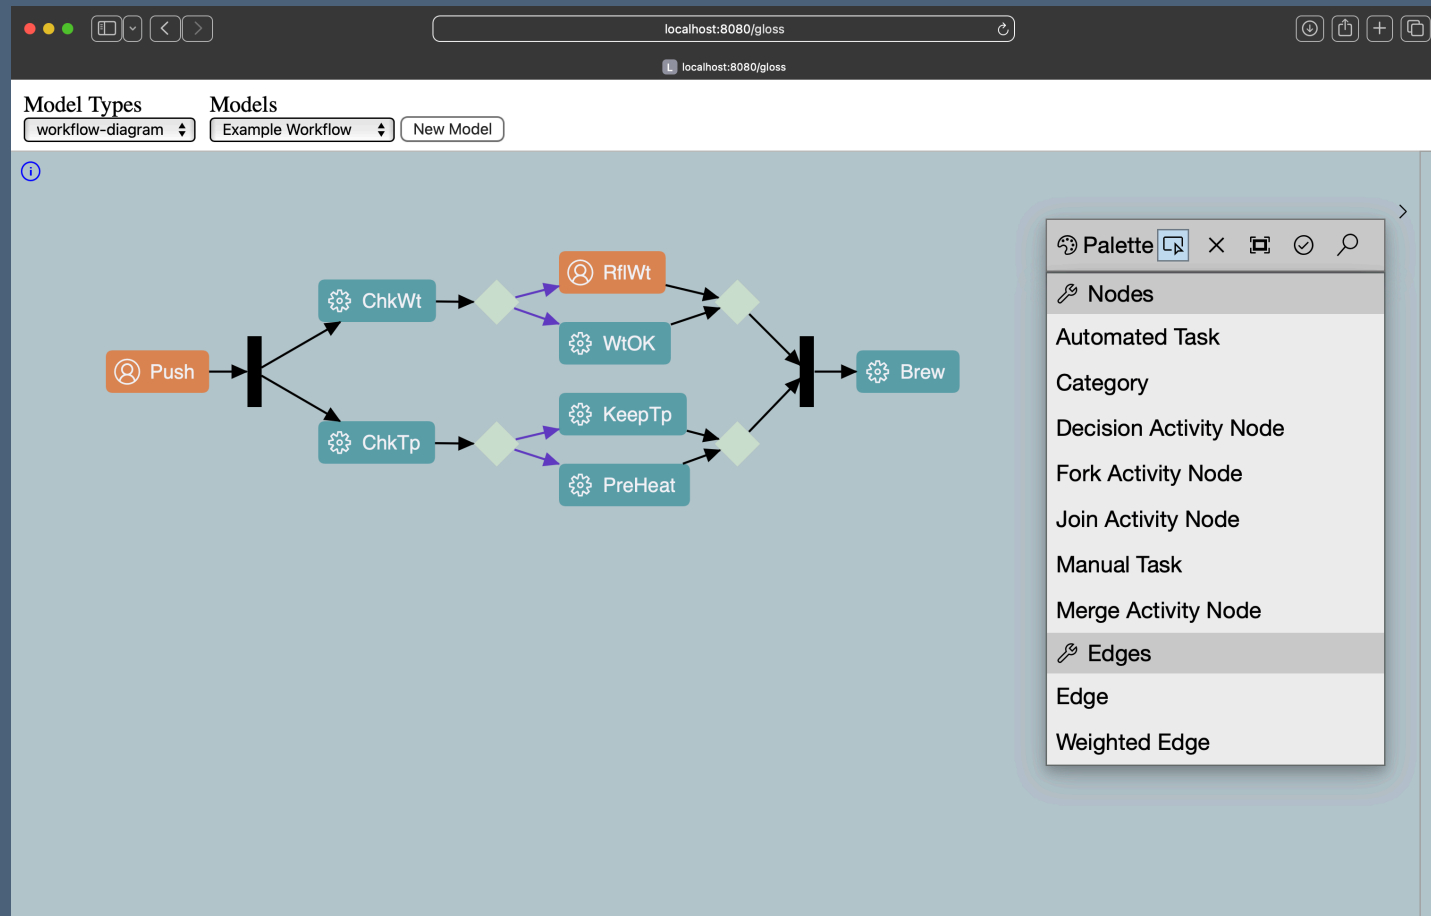 localhost:8080/gloss
L localhost:8080/gloss
Model Types
Models
workflow-diagram
Example Workflow
New Model
i
Palette
Nodes
Automated Task
Category
Decision Activity Node
Fork Activity Node
Join Activity Node
Manual Task
Merge Activity Node
Edges
Edge
Weighted Edge
RflWt
ChkWt
WtOK
Push
Brew
KeepTp
ChkTp
PreHeat